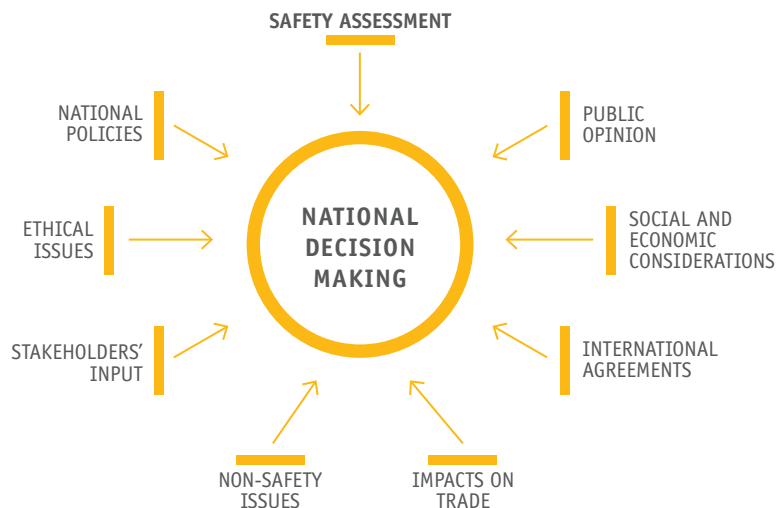 SAFETY ASSESSMENT
NATIONAL
POLICIES
PUBLIC
OPINION
ETHICAL
ISSUES
NATIONAL
DECISION
MAKING
SOCIAL AND
ECONOMIC
CONSIDERATIONS
STAKEHOLDERS’
INPUT
INTERNATIONAL
AGREEMENTS
NON-SAFETY
ISSUES
IMPACTS ON
TRADE